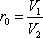 r₀ = V₁/V₂